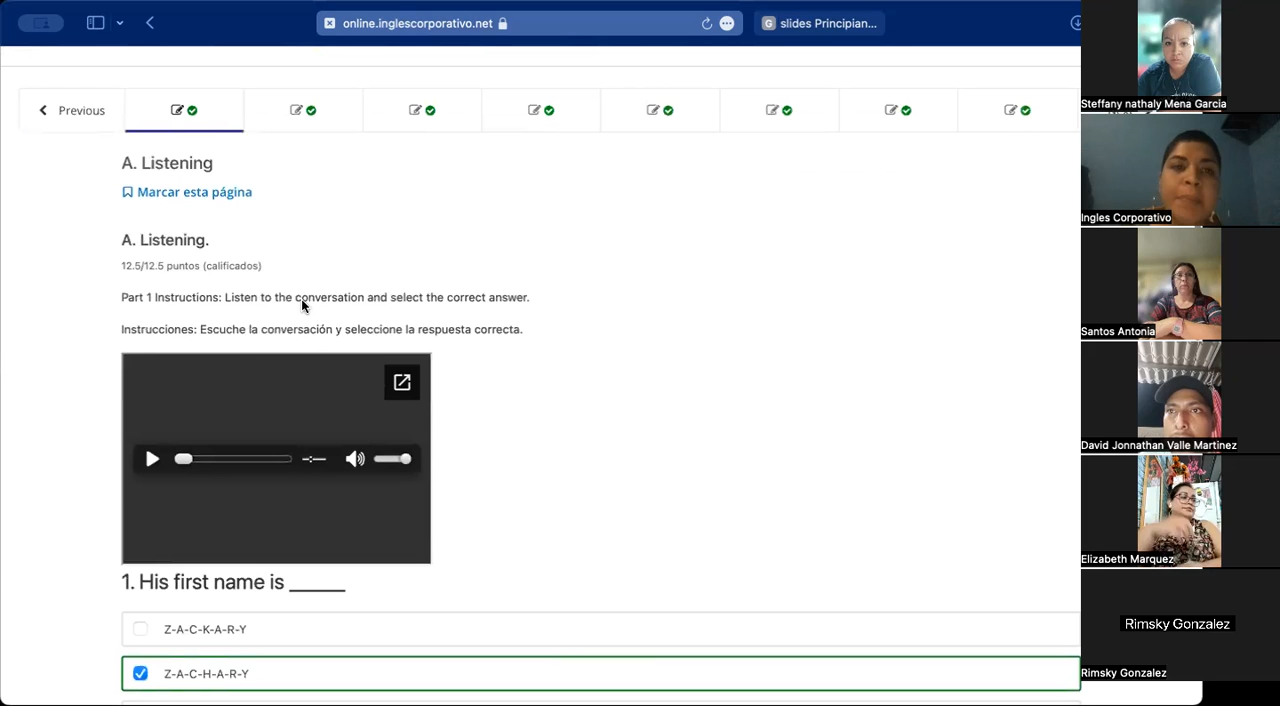 online.inglescorporativo.net
G slides Principian...
Previous
A. Listening
Marcar esta página
A. Listening.
12.5/12.5 puntos (calificados)
Part 1 Instructions: Listen to the conversation and select the correct answer.
Instrucciones: Escuche la conversación y seleccione la respuesta correcta.
1. His first name is ______
Z-A-C-K-A-R-Y
Z-A-C-H-A-R-Y
Steffany nathaly Mena Garcia
Ingles Corporativo
Santos Antonia
David Jonnathan Valle Martinez
Elizabeth Marquez
Rimsky Gonzalez
Rimsky Gonzalez